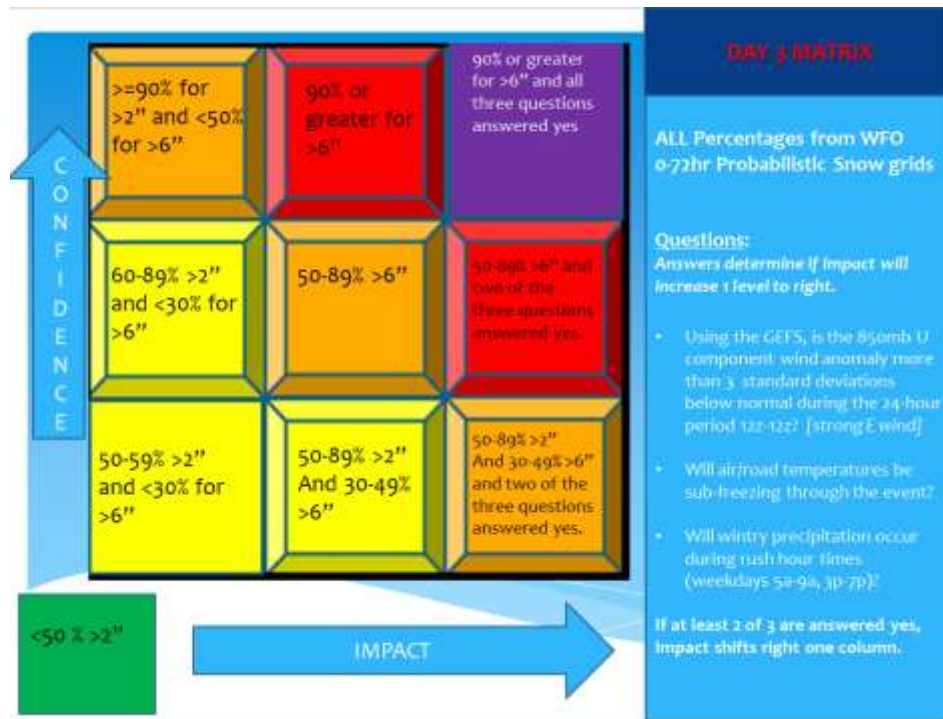 >=90% for
>2” and <50%
for >6”
90% or
greater for
>6”
90% or greater
for >6” and all
three questions
answered yes
60-89% >2”
and <30% for
>6”
50-89% >6”
50-89% >6” and
two of the
three questions
answered yes.
50-59% >2”
and <30% for
>6”
50-89% >2”
And 30-49%
>6”
50-89% >2”
And 30-49% >6”
and two of the
three questions
answered yes.
CONFIDENCE
<50 % >2”
IMPACT
DAY 3 MATRIX
ALL Percentages from WFO
0-72hr Probabilistic Snow grids
Questions:
Answers determine if Impact will
increase 1 level to right.
• Using the GEFS, is the 850mb U
component wind anomaly more
than 3 standard deviations
below normal during the 24-hour
period 12z-12z? [strong E wind]
• Will air/road temperatures be
sub-freezing through the event?
• Will wintry precipitation occur
during rush hour times
(weekdays 5a-9a, 3p-7p)?
If at least 2 of 3 are answered yes,
Impact shifts right one column.